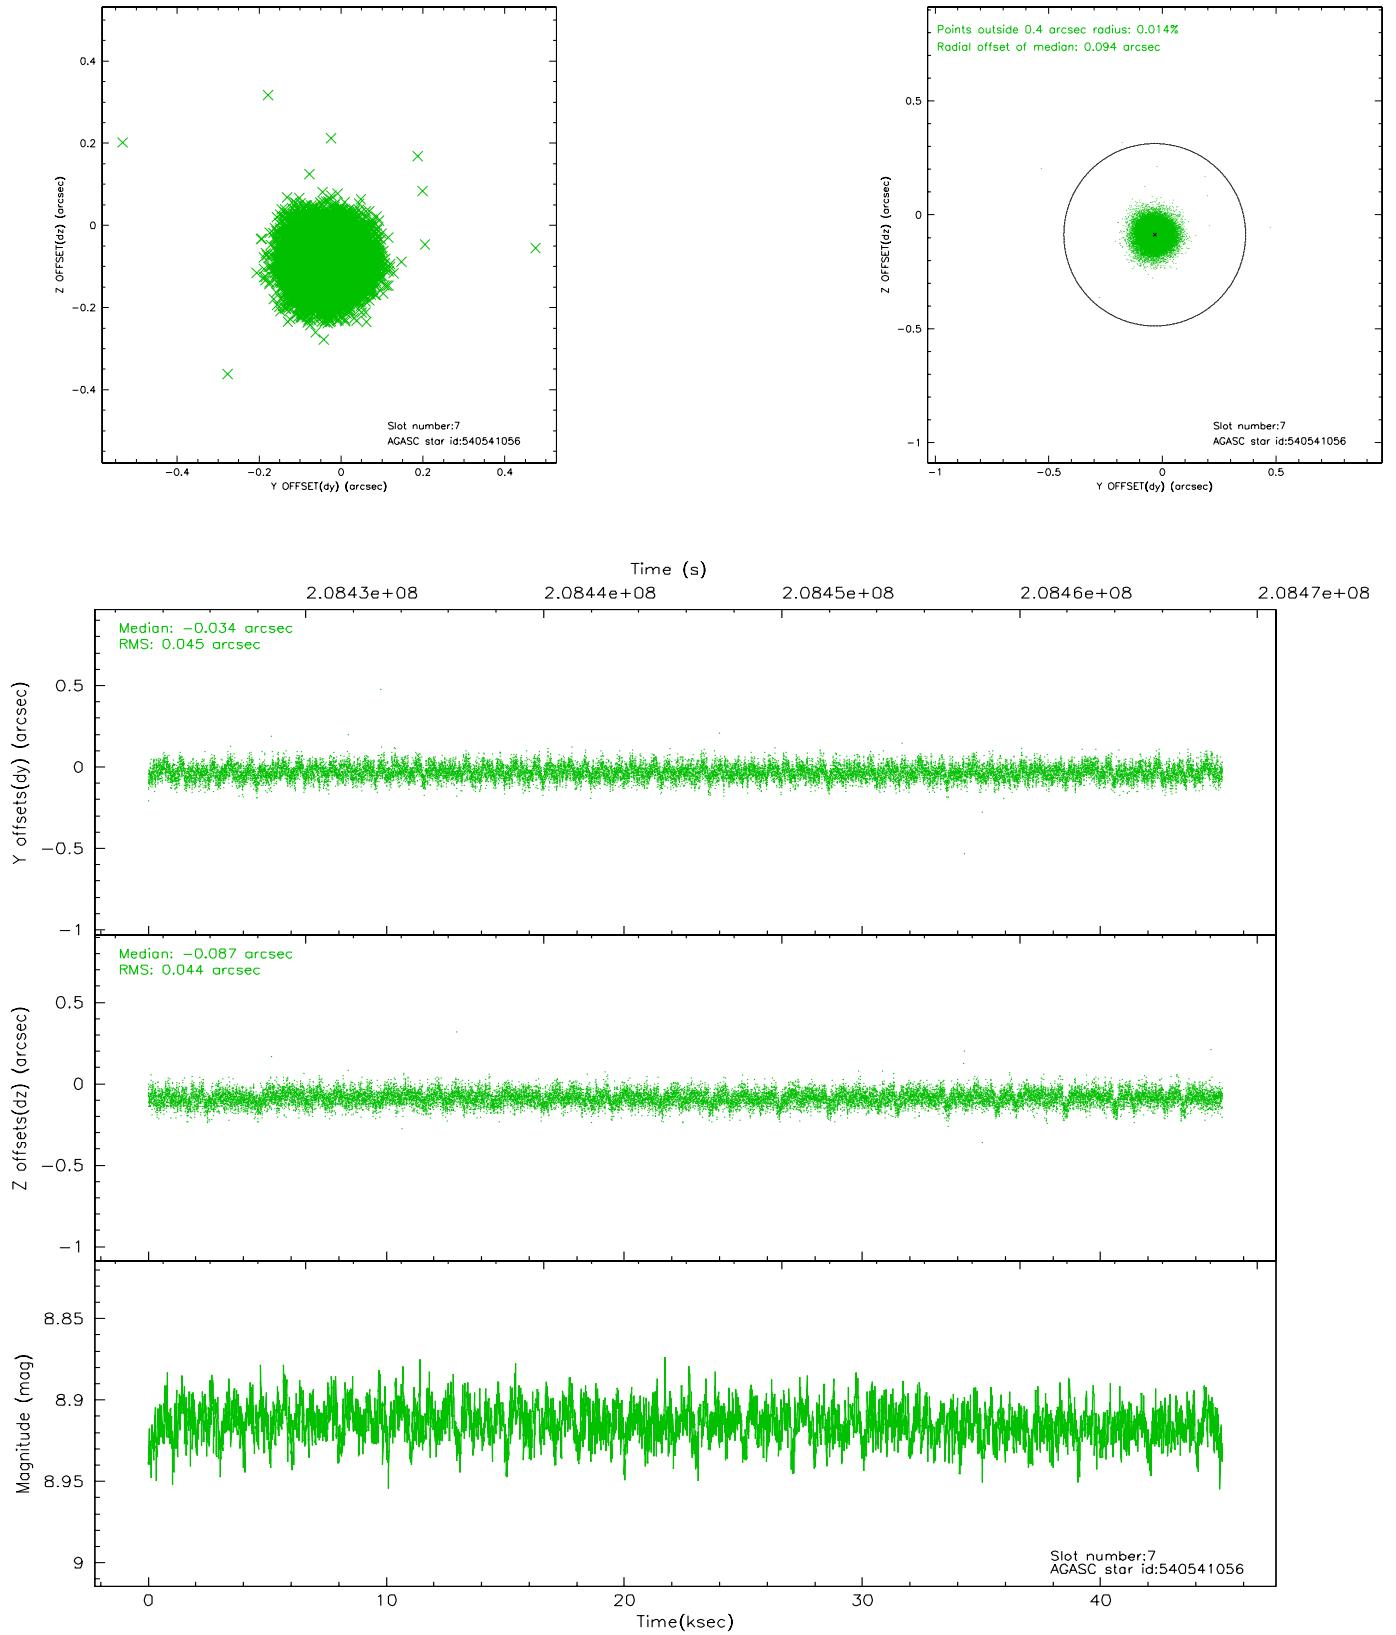 0.4
0.2
0
−0.2
−0.4
Z OFFSET(dz) (arcsec)
Slot number:7
AGASC star id:540541056
−0.4
−0.2
0
0.2
0.4
Y OFFSET(dy) (arcsec)
Points outside 0.4 arcsec radius: 0.014%
Radial offset of median: 0.094 arcsec
0.5
0
−0.5
−1
Z OFFSET(dz) (arcsec)
Slot number:7
AGASC star id:540541056
−1
−0.5
0
0.5
Y OFFSET(dy) (arcsec)
Time (s)
2.0843e+08
2.0844e+08
2.0845e+08
2.0846e+08
2.0847e+08
Median: −0.034 arcsec
RMS: 0.045 arcsec
0.5
0
−0.5
−1
Y offsets(dy) (arcsec)
Median: −0.087 arcsec
RMS: 0.044 arcsec
0.5
0
−0.5
−1
Z offsets(dz) (arcsec)
8.85
8.9
8.95
9
Magnitude (mag)
Slot number:7
AGASC star id:540541056
0
10
20
30
40
Time(ksec)